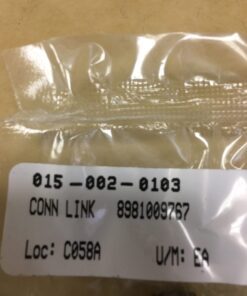 015-002-0103
CONN LINK 8981009767
Loc: C058A U/M: EA